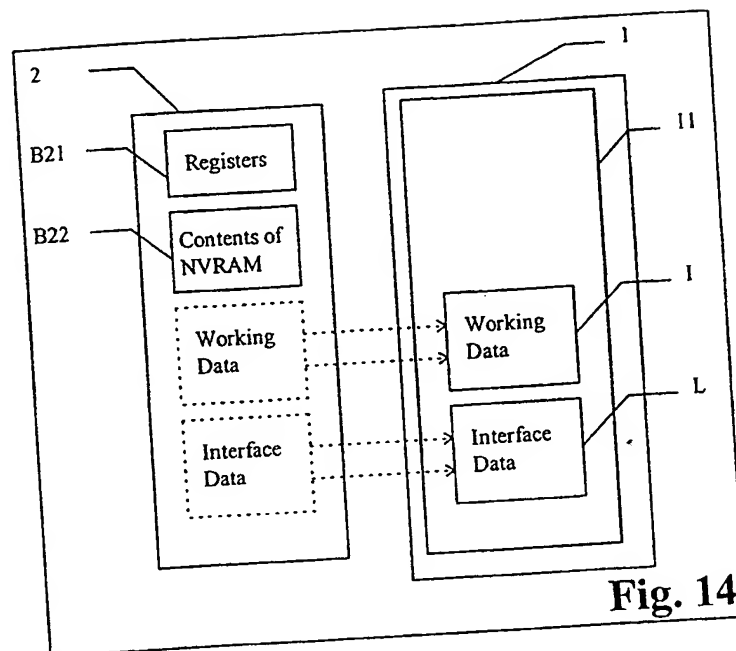 2
1
11
B21
Registers
B22
Contents of
NVRAM
Working
Data
Working
Data
I
Interface
Data
Interface
Data
L
Fig. 14